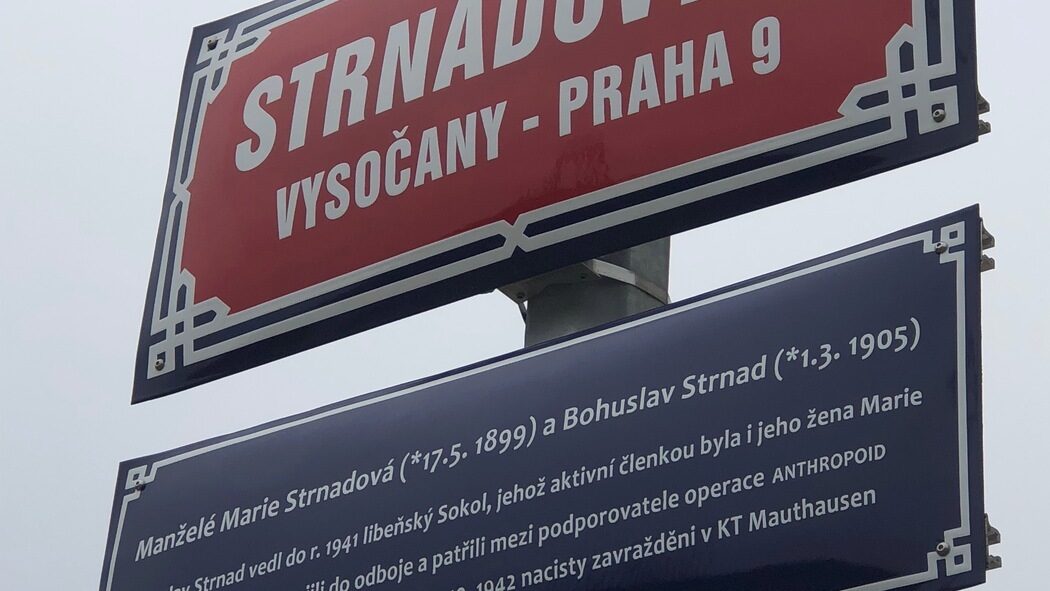 VYSOČANY - PRAHA 9
Manželé Marie Strnadová (*17.5. 1899) a Bohuslav Strnad (*1.3. 1905)
Strnad vedl do r. 1941 libeňský Sokol, jehož aktivní členkou byla i jeho žena Marie
do odboje a patřili mezi podporovatele operace ANTHROPOID
1942 nacisty zavražděni v KT Mauthausen